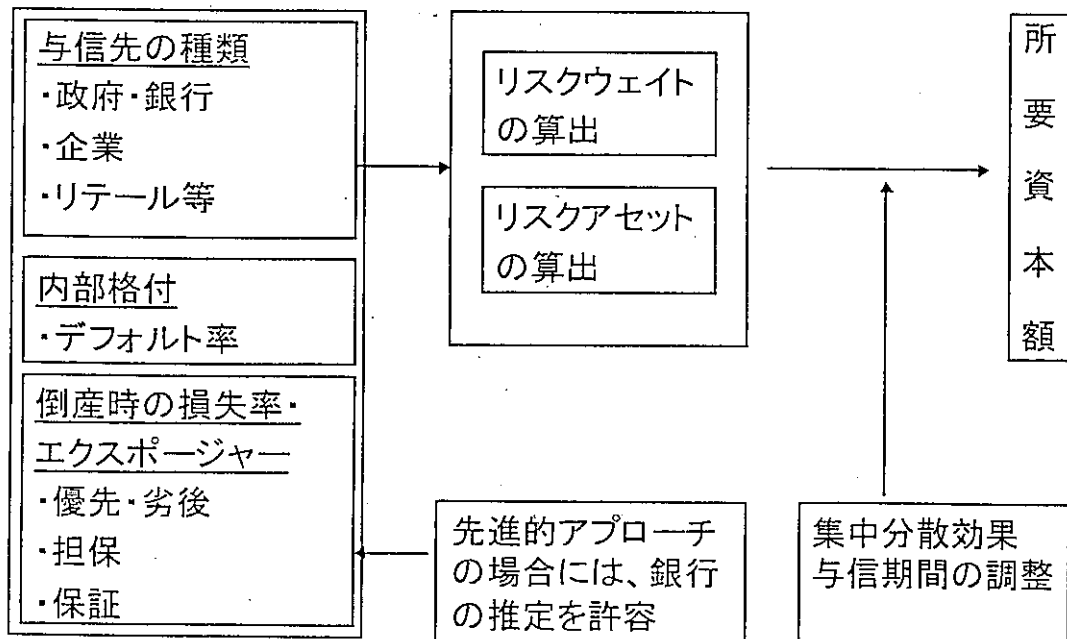 与信先の種類
・政府・銀行
・企業
・リテール等
内部格付
・デフォルト率
倒産時の損失率・
エクスポージャー
・優先・劣後
・担保
・保証
リスクウェイト
の算出
リスクアセット
の算出
先進的アプローチ
の場合には、銀行
の推定を許容
集中分散効果
与信期間の調整
所
要
資
本
額